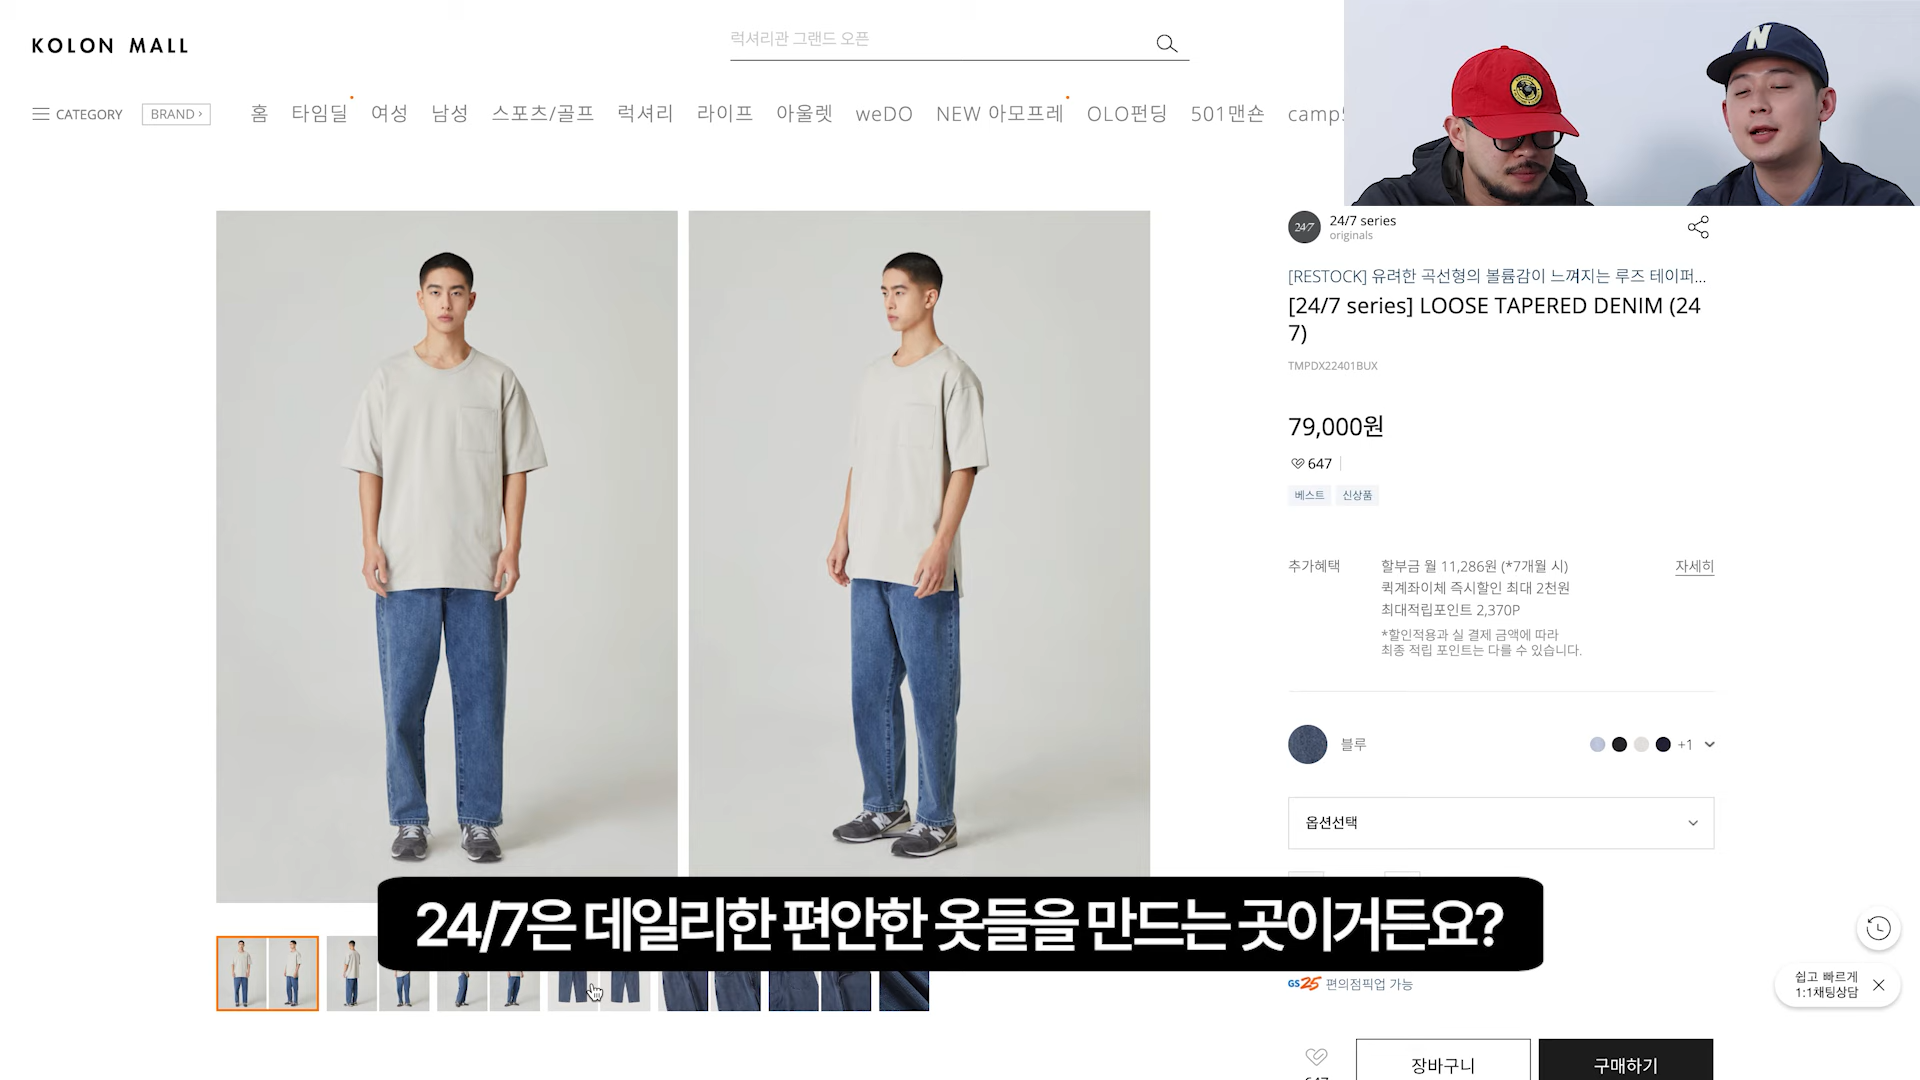 KOLON MALL
럭셔리관 그랜드 오픈
CATEGORY
BRAND ›
홈 타임딜 여성 남성 스포츠/골프 럭셔리 라이프 아울렛 weDO NEW 아모프레 OLO펀딩 501맨숀 camp5
N
24/7
24/7 series
originals
[RESTOCK] 유려한 곡선형의 볼륨감이 느껴지는 루즈 테이퍼...
[24/7 series] LOOSE TAPERED DENIM (24
7)
TMPDX22401BUX
79,000원
647
베스트 신상품
추가혜택
할부금 월 11,286원 (*7개월 시)
자세히
퀵계좌이체 즉시할인 최대 2천원
최대적립포인트 2,370P
*할인적용과 실 결제 금액에 따라
최종 적립 포인트는 다를 수 있습니다.
블루
+1
옵션선택
24/7은 데일리한 편안한 옷들을 만드는 곳이거든요?
GS25 편의점픽업 가능
쉽고 빠르게
1:1채팅상담
장바구니
구매하기